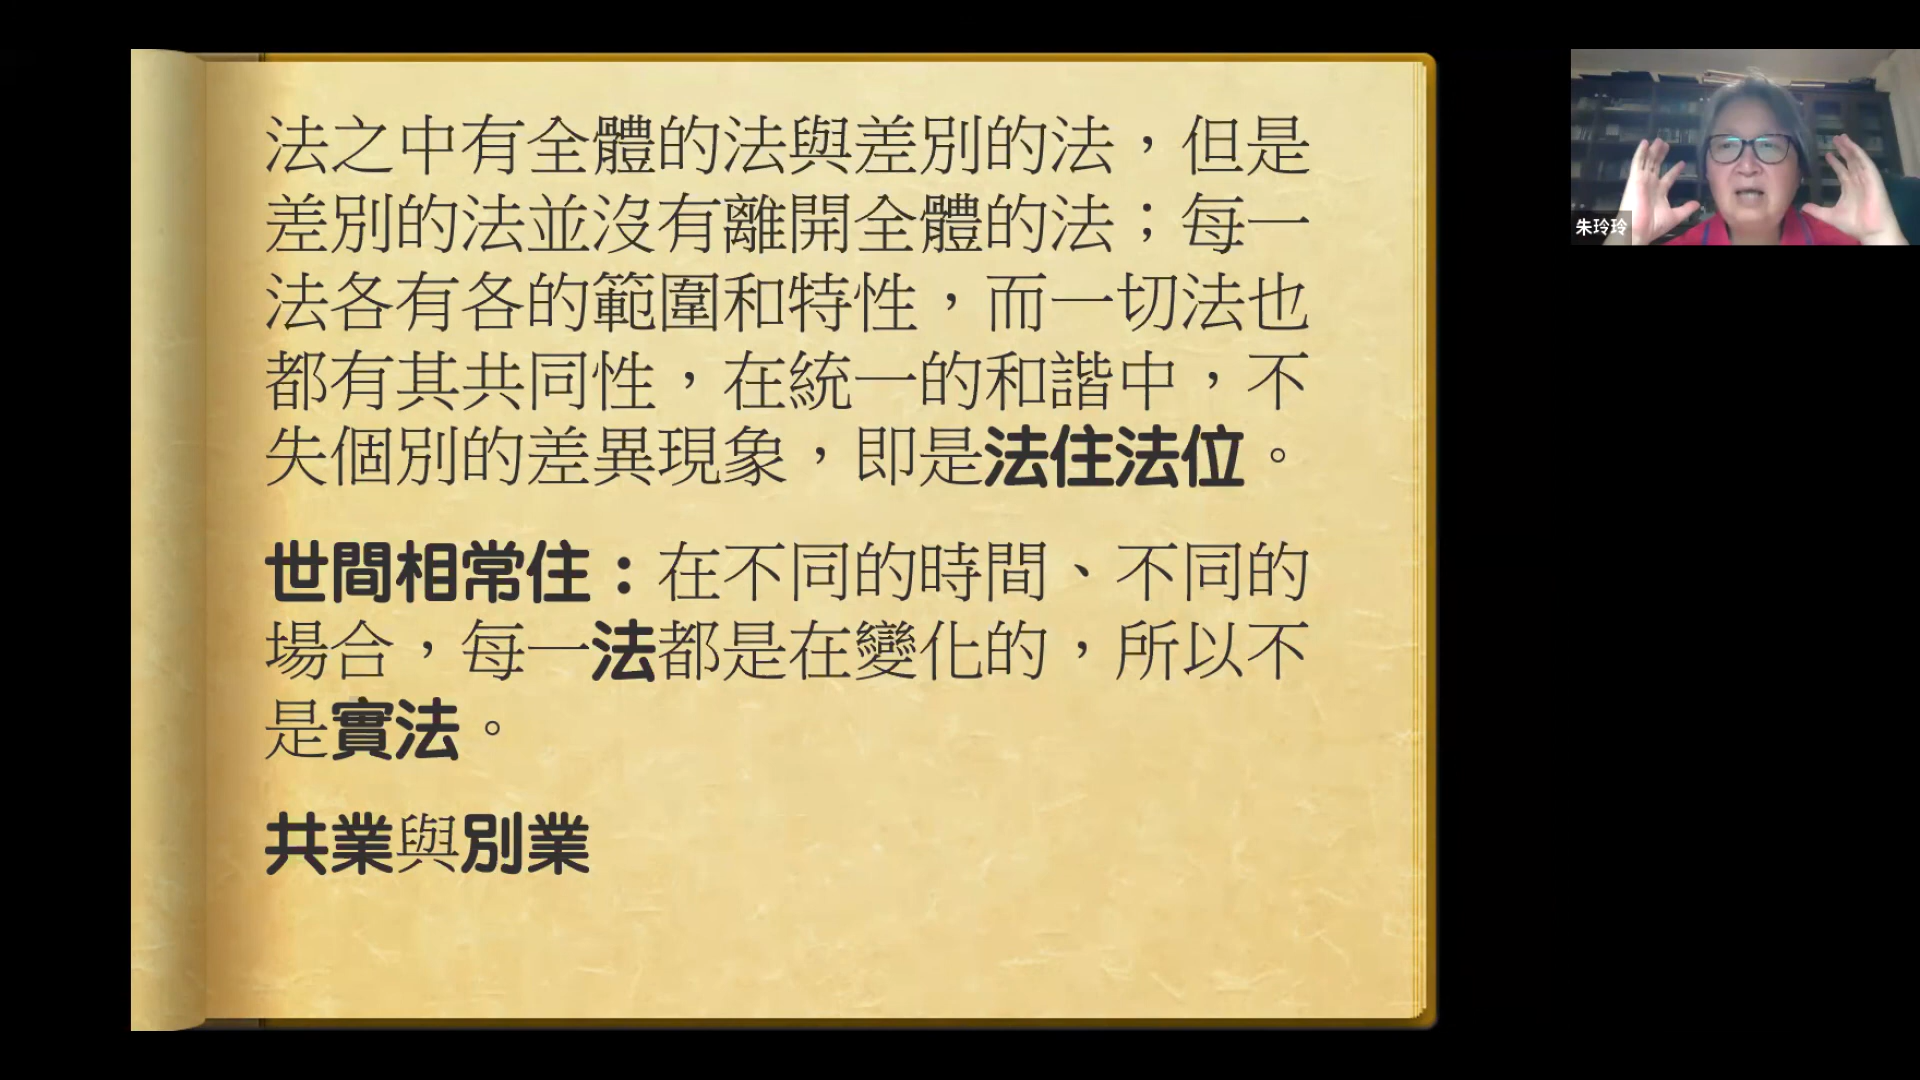 法之中有全體的法與差別的法，但是
差別的法並沒有離開全體的法；每一
法各有各的範圍和特性，而一切法也
都有其共同性，在統一的和諧中，不
失個別的差異現象，即是法住法位。
世間相常住：在不同的時間、不同的
場合，每一法都是在變化的，所以不
是實法。
共業與別業
朱玲玲